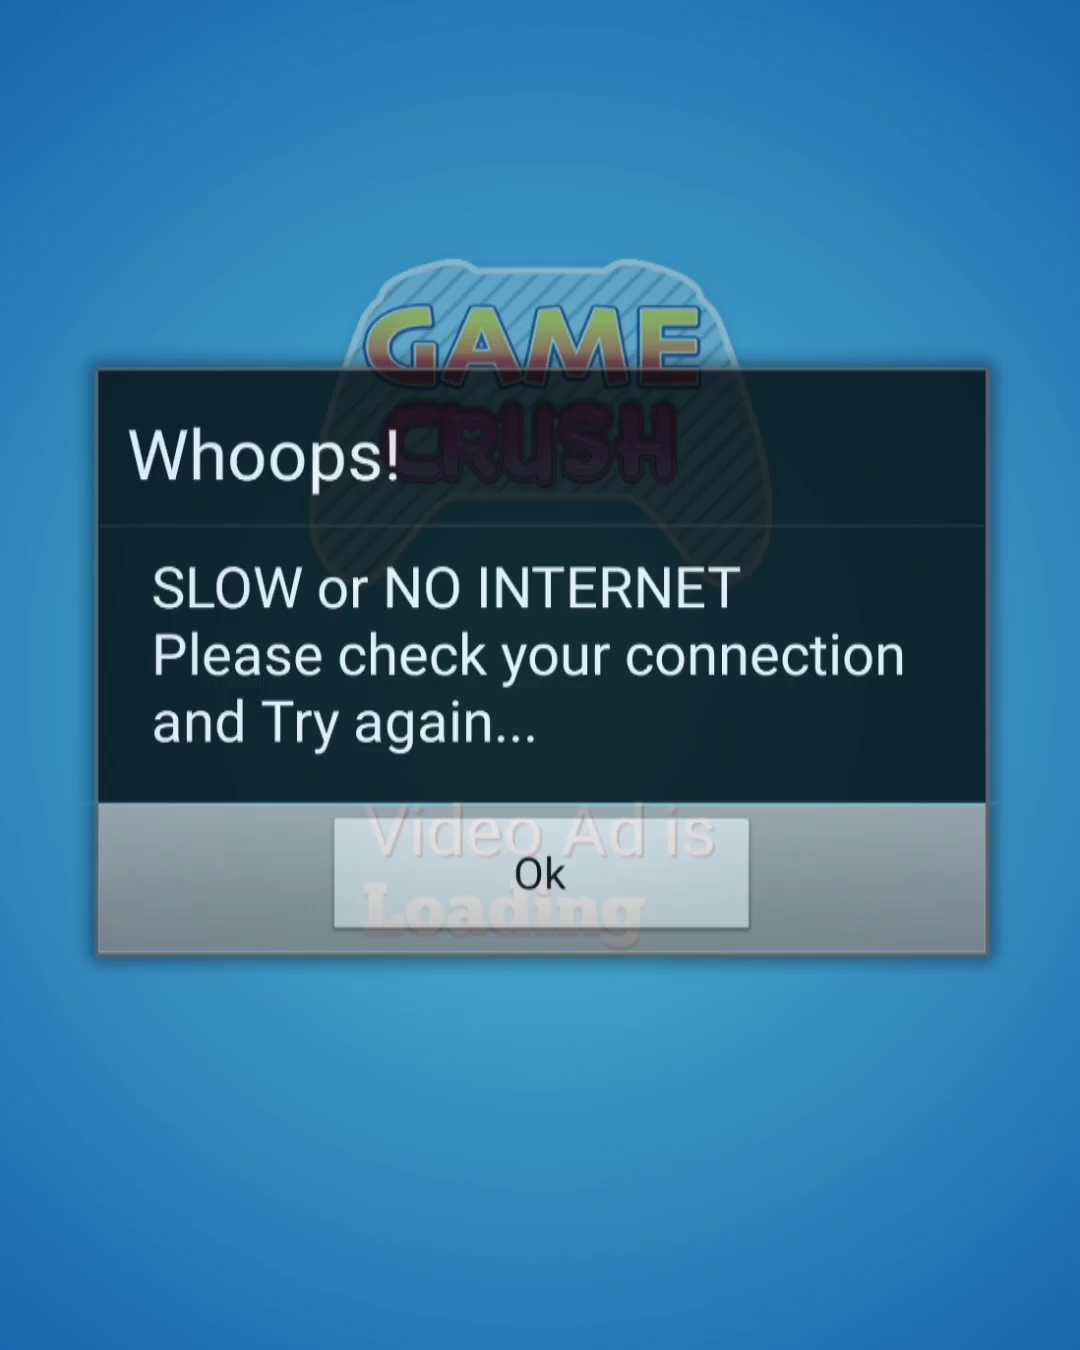 GAME
CRUSH
Whoops!
SLOW or NO INTERNET
Please check your connection
and Try again...
Video Ad is
Ok
Loading